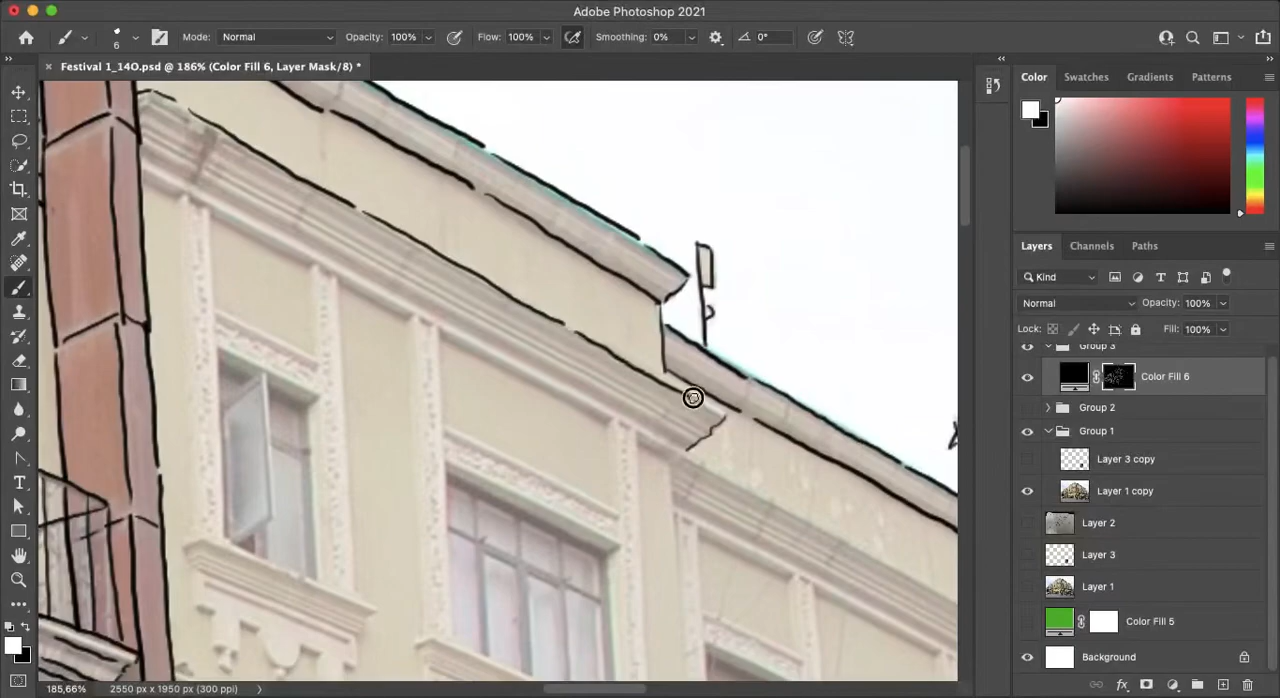 Adobe Photoshop 2021
6
Mode: Normal Opacity: 100% Flow: 100% Smoothing: 0% 0°
Festival 1_14O.psd @ 186% (Color Fill 6, Layer Mask/8) *
Color Swatches Gradients Patterns
Layers Channels Paths
Kind
Normal Opacity: 100%
Lock: Fill: 100%
Group 3
Color Fill 6
Group 2
Group 1
Layer 3 copy
Layer 1 copy
Layer 2
Layer 3
Layer 1
Color Fill 5
Background
185,66% 2550 px x 1950 px (300 ppi)